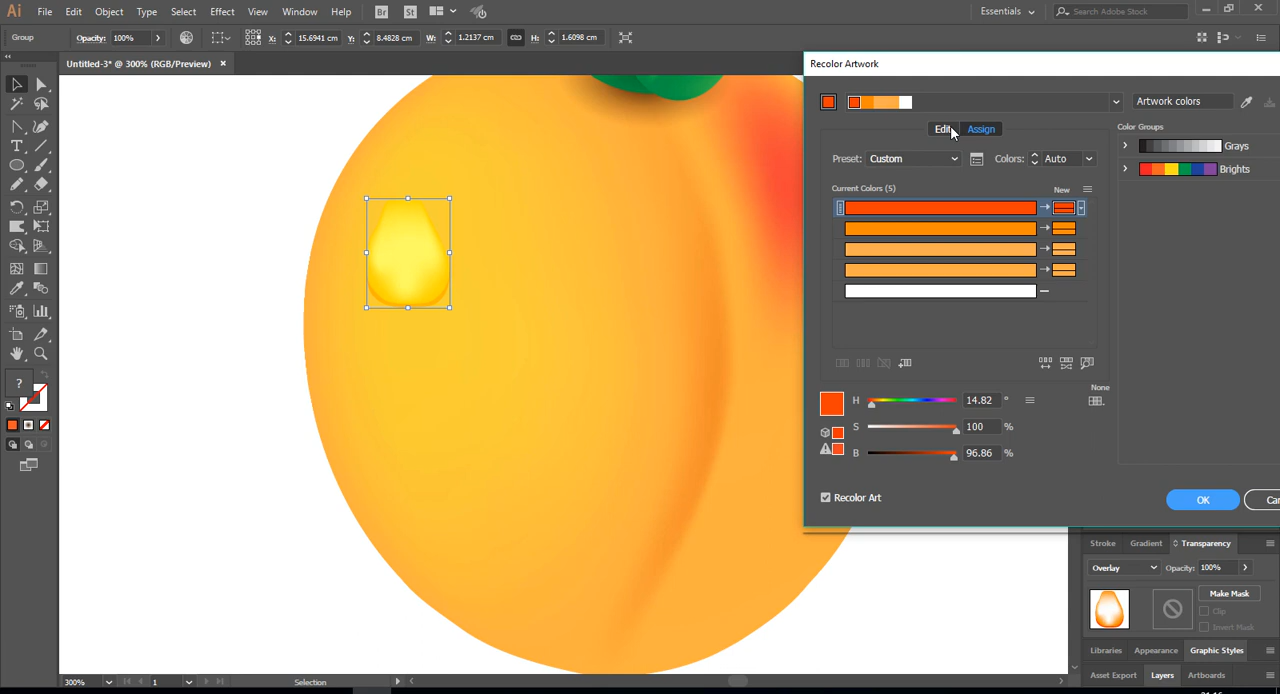 Ai File Edit Object Type Select Effect View Window Help Br St Essentials Search Adobe Stock
Group Opacity: 100% X: 15.6941 cm Y: 8.4828 cm W: 1.2137 cm H: 1.6098 cm
Untitled-3* @ 300% (RGB/Preview) ×
Recolor Artwork
Artwork colors
Edit Assign
Color Groups
Preset: Custom Colors: Auto
Grays
Brights
Current Colors (5) New
None
H 14.82 °
S 100 %
B 96.86 %
Recolor Art
OK Can
?
Stroke Gradient Transparency
Overlay Opacity: 100%
Make Mask
Clip
Invert Mask
Libraries Appearance Graphic Styles
Asset Export Layers Artboards
300% 1 Selection